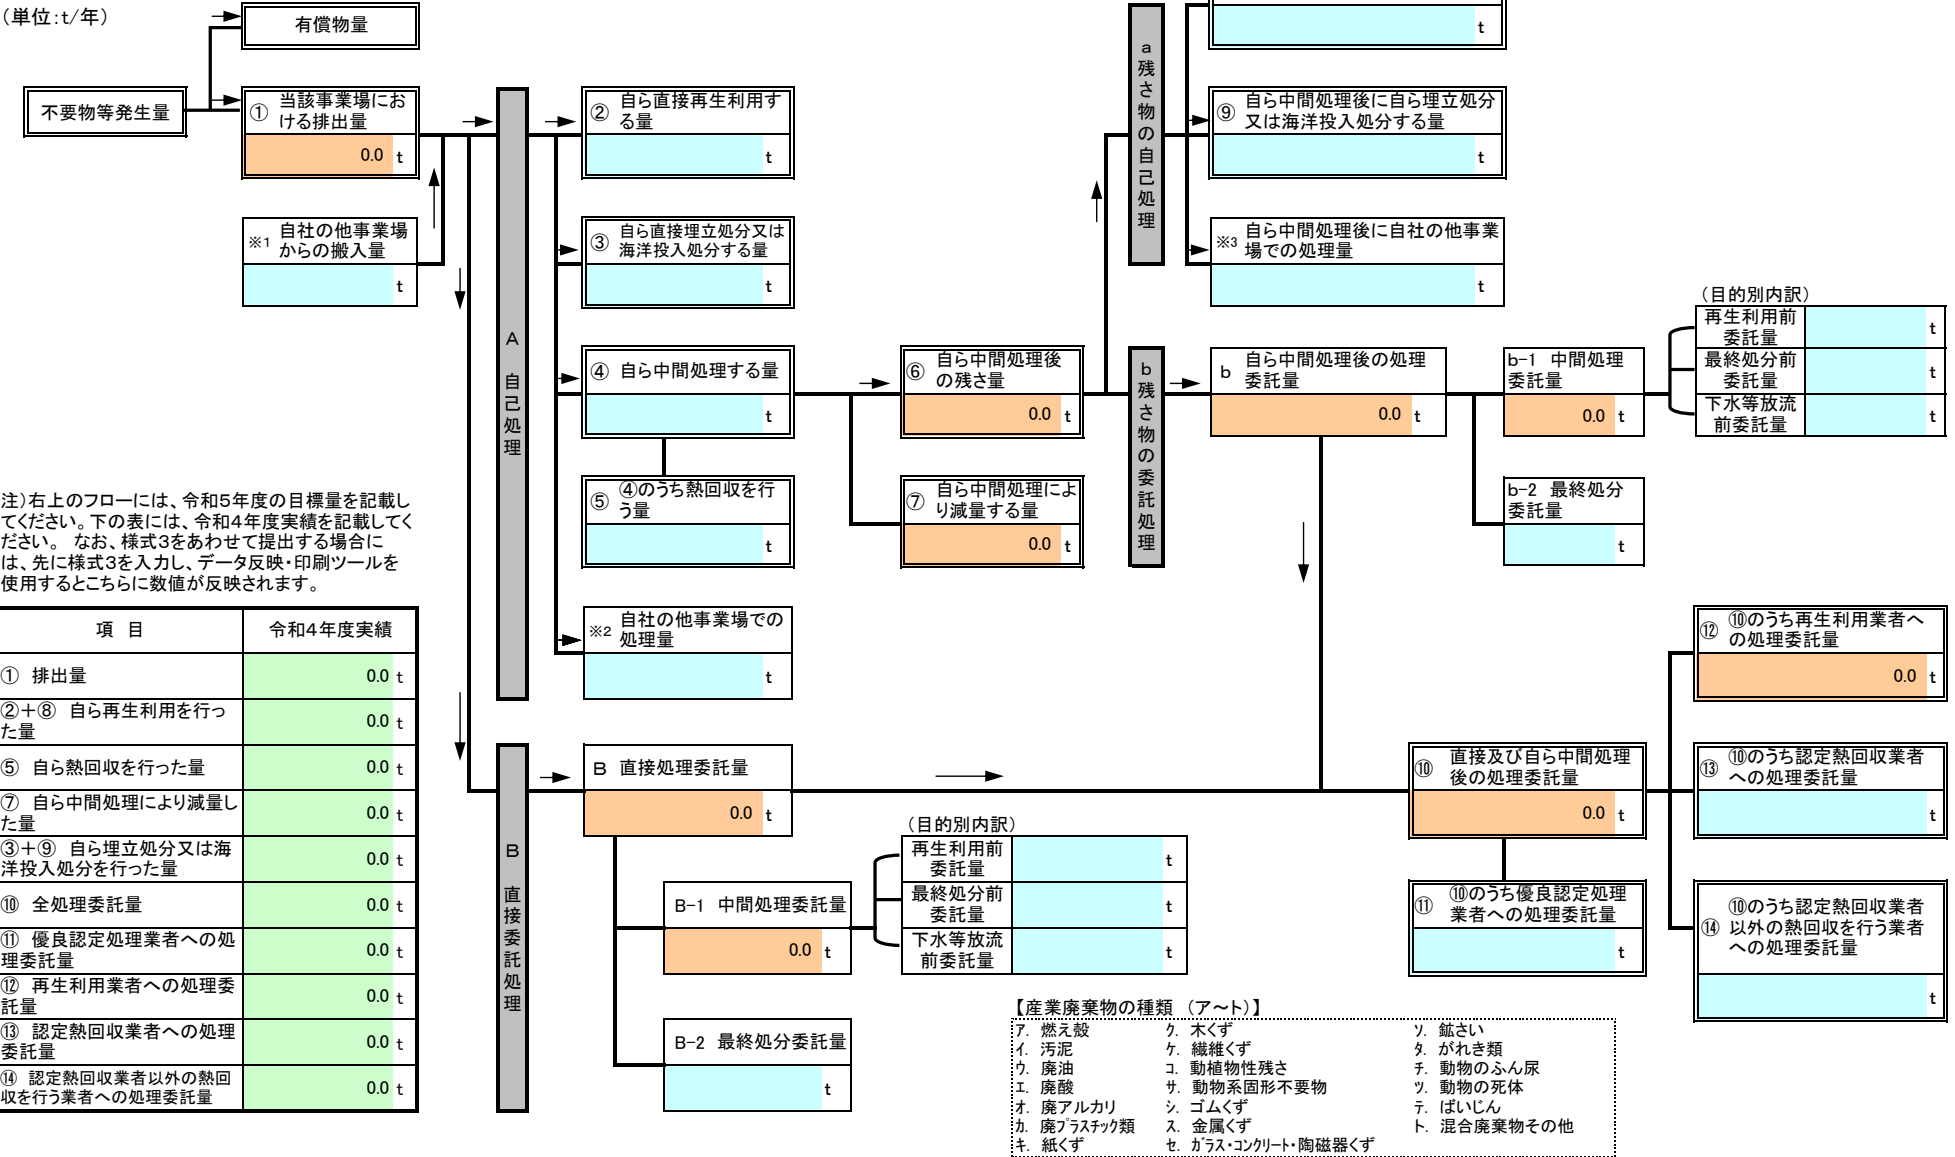 （単位：t/年）
有償物量
不要物等発生量
① 当該事業場にお
ける排出量
0.0 t
※1 自社の他事業場
からの搬入量
t
A 自己処理
② 自ら直接再生利用す
る量
t
③ 自ら直接埋立処分又は
海洋投入処分する量
t
④ 自ら中間処理する量
t
⑤ ④のうち熱回収を行
う量
t
※2 自社の他事業場での
処理量
t
⑥ 自ら中間処理後
の残さ量
0.0 t
⑦ 自ら中間処理によ
り減量する量
0.0 t
a 残さ物の自己処理
t
⑨ 自ら中間処理後に自ら埋立処分
又は海洋投入処分する量
t
※3 自ら中間処理後に自社の他事業
場での処理量
t
b 残さ物の委託処理
b 自ら中間処理後の処理
委託量
0.0 t
b-1 中間処理
委託量
0.0 t
（目的別内訳）
再生利用前
委託量
t
最終処分前
委託量
t
下水等放流
前委託量
t
b-2 最終処分
委託量
t
注）右上のフローには、令和５年度の目標量を記載し
てください。下の表には、令和４年度実績を記載してく
ださい。 なお、様式３をあわせて提出する場合に
は、先に様式３を入力し、データ反映・印刷ツールを
使用するとこちらに数値が反映されます。
項 目 令和４年度実績
① 排出量 0.0 t
②＋⑧ 自ら再生利用を行っ
た量 0.0 t
⑤ 自ら熱回収を行った量 0.0 t
⑦ 自ら中間処理により減量し
た量 0.0 t
③＋⑨ 自ら埋立処分又は海
洋投入処分を行った量 0.0 t
⑩ 全処理委託量 0.0 t
⑪ 優良認定処理業者への処
理委託量 0.0 t
⑫ 再生利用業者への処理委
託量 0.0 t
⑬ 認定熱回収業者への処理
委託量 0.0 t
⑭ 認定熱回収業者以外の熱回
収を行う業者への処理委託量 0.0 t
B 直接委託処理
B 直接処理委託量
0.0 t
B-1 中間処理委託量
0.0 t
（目的別内訳）
再生利用前
委託量
t
最終処分前
委託量
t
下水等放流
前委託量
t
B-2 最終処分委託量
t
⑩ 直接及び自ら中間処理
後の処理委託量
0.0 t
⑪ ⑩のうち優良認定処理
業者への処理委託量
t
⑫ ⑩のうち再生利用業者へ
の処理委託量
0.0 t
⑬ ⑩のうち認定熱回収業者
への処理委託量
t
⑭ ⑩のうち認定熱回収業者
以外の熱回収を行う業者
への処理委託量
t
【産業廃棄物の種類 （ア～ト）】
ｱ. 燃え殻 ｸ. 木くず ｿ. 鉱さい
ｲ. 汚泥 ｹ. 繊維くず ﾀ. がれき類
ｳ. 廃油 ｺ. 動植物性残さ ﾁ. 動物のふん尿
ｴ. 廃酸 ｻ. 動物系固形不要物 ﾂ. 動物の死体
ｵ. 廃アルカリ ｼ. ゴムくず ﾃ. ばいじん
ｶ. 廃ﾌﾟﾗｽﾁｯｸ類 ｽ. 金属くず ﾄ. 混合廃棄物その他
ｷ. 紙くず ｾ. ｶﾞﾗｽ・ｺﾝｸﾘｰﾄ・陶磁器くず